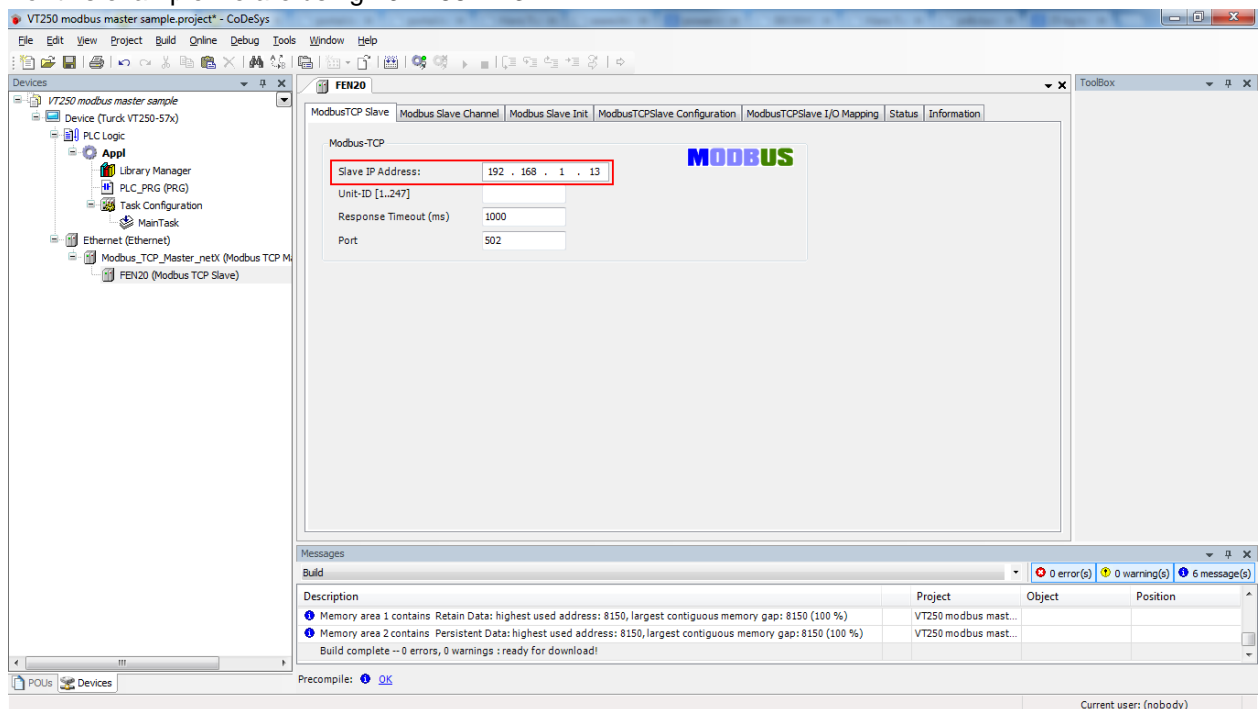 VT250 modbus master sample.project* - CoDeSys
File Edit View Project Build Online Debug Tools Window Help
Devices
FEN20
ToolBox
VT250 modbus master sample
Device (Turck VT250-57x)
PLC Logic
Appl
Library Manager
PLC_PRG (PRG)
Task Configuration
MainTask
Ethernet (Ethernet)
Modbus_TCP_Master_netX (Modbus TCP M
FEN20 (Modbus TCP Slave)
POUs Devices
ModbusTCP Slave Modbus Slave Channel Modbus Slave Init ModbusTCPSlave Configuration ModbusTCPSlave I/O Mapping Status Information
Modbus-TCP
MODBUS
Slave IP Address: 192 . 168 . 1 . 13
Unit-ID [1..247]
Response Timeout (ms) 1000
Port 502
Messages
Build 0 error(s) 0 warning(s) 6 message(s)
Description Project Object Position
Memory area 1 contains Retain Data: highest used address: 8150, largest contiguous memory gap: 8150 (100 %) VT250 modbus mast...
Memory area 2 contains Persistent Data: highest used address: 8150, largest contiguous memory gap: 8150 (100 %) VT250 modbus mast...
Build complete -- 0 errors, 0 warnings : ready for download!
Precompile: OK
Current user: (nobody)